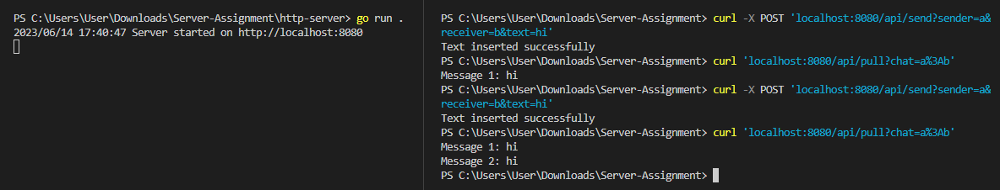 PS C:\Users\User\Downloads\Server-Assignment\http-server> go run .
2023/06/14 17:40:47 Server started on http://localhost:8080
PS C:\Users\User\Downloads\Server-Assignment> curl -X POST 'localhost:8080/api/send?sender=a&
receiver=b&text=hi'
Text inserted successfully
PS C:\Users\User\Downloads\Server-Assignment> curl 'localhost:8080/api/pull?chat=a%3Ab'
Message 1: hi
PS C:\Users\User\Downloads\Server-Assignment> curl -X POST 'localhost:8080/api/send?sender=a&
receiver=b&text=hi'
Text inserted successfully
PS C:\Users\User\Downloads\Server-Assignment> curl 'localhost:8080/api/pull?chat=a%3Ab'
Message 1: hi
Message 2: hi
PS C:\Users\User\Downloads\Server-Assignment>